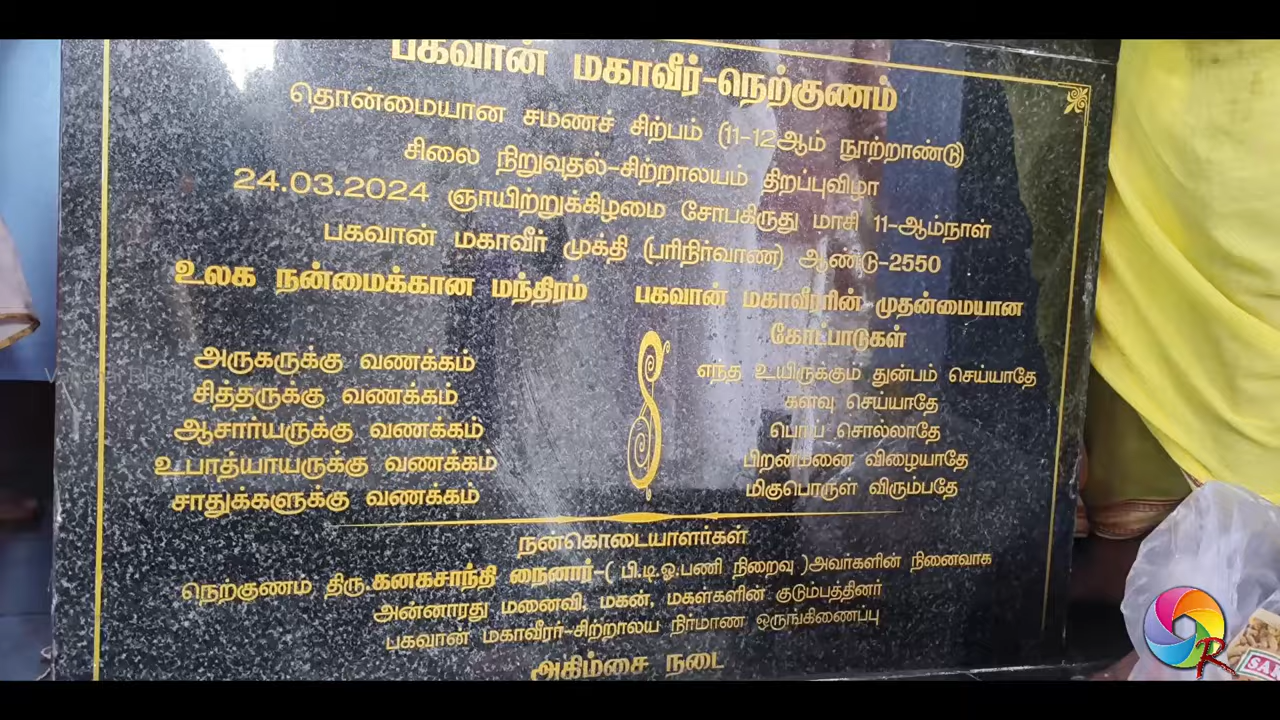 பகவான் மகாவீர்-நெற்குணம்
தொன்மையான சமணச் சிற்பம் (11-12ஆம் நூற்றாண்டு)
சிலை நிறுவுதல்-சிற்றாலயம் திறப்புவிழா
24.03.2024 ஞாயிற்றுக்கிழமை சோபகிருது மாசி 11-ஆம்நாள்
பகவான் மகாவீர் முக்தி (பரிநிர்வாண) ஆண்டு-2550
உலக நன்மைக்கான மந்திரம்
அருகருக்கு வணக்கம்
சித்தருக்கு வணக்கம்
ஆசார்யருக்கு வணக்கம்
உபாத்யாயருக்கு வணக்கம்
சாதுக்களுக்கு வணக்கம்
பகவான் மகாவீரரின் முதன்மையான
கோட்பாடுகள்
எந்த உயிருக்கும் துன்பம் செய்யாதே
களவு செய்யாதே
பொய் சொல்லாதே
பிறன்மனை விழையாதே
மிகுபொருள் விரும்பதே
நன்கொடையாளர்கள்
நெற்குணம் திரு.கனகசாந்தி நைனார்-( பி.டி.ஓ.பணி நிறைவு )அவர்களின் நினைவாக
அன்னாரது மனைவி, மகன், மகள்களின் குடும்பத்தினர்
பகவான் மகாவீரர்-சிற்றாலய நிர்மாண ஒருங்கிணைப்பு
அகிம்சை நடை